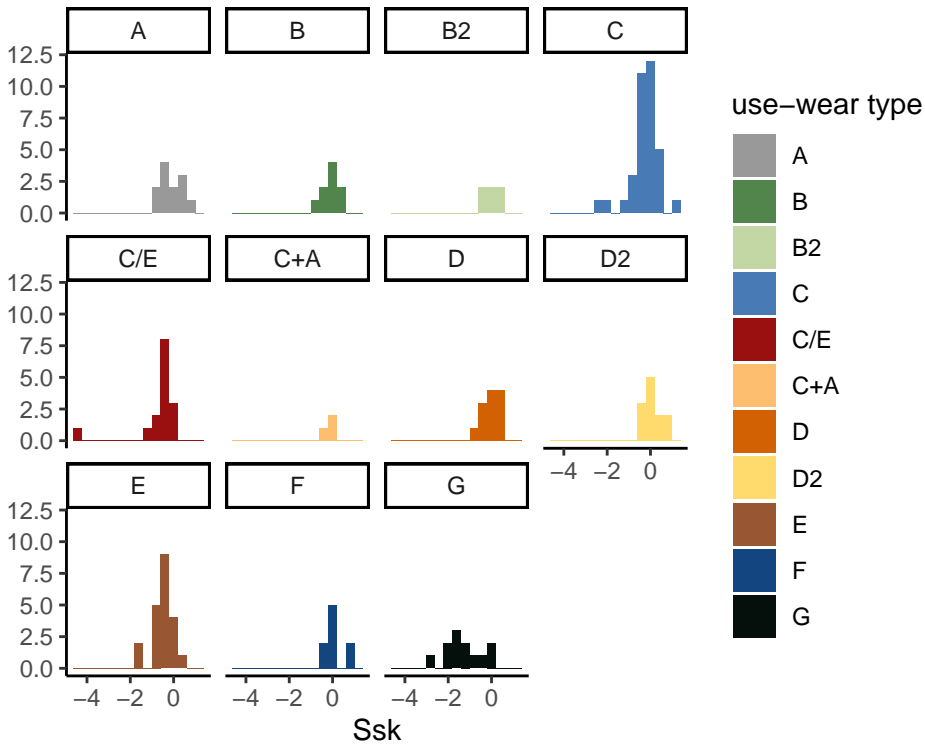 A B B2 C
12.5
10.0
7.5
5.0
2.5
0.0
C/E C+A D D2
12.5
10.0
7.5
5.0
2.5
0.0
−4 −2 0
E F G
12.5
10.0
7.5
5.0
2.5
0.0
−4 −2 0 −4 −2 0 −4 −2 0
Ssk
use−wear type
A
B
B2
C
C/E
C+A
D
D2
E
F
G